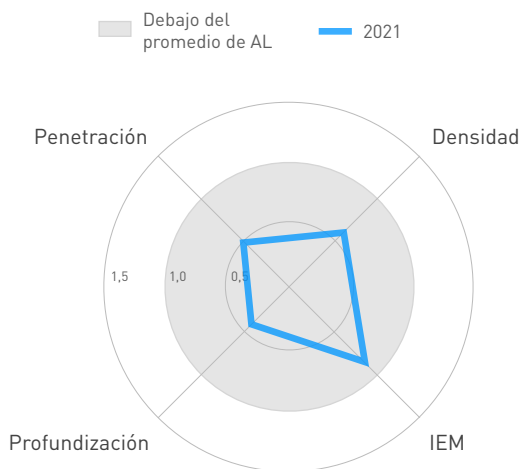 Debajo del
promedio de AL
2021
Penetración
Densidad
1,5
1,0
0,5
Profundización
IEM